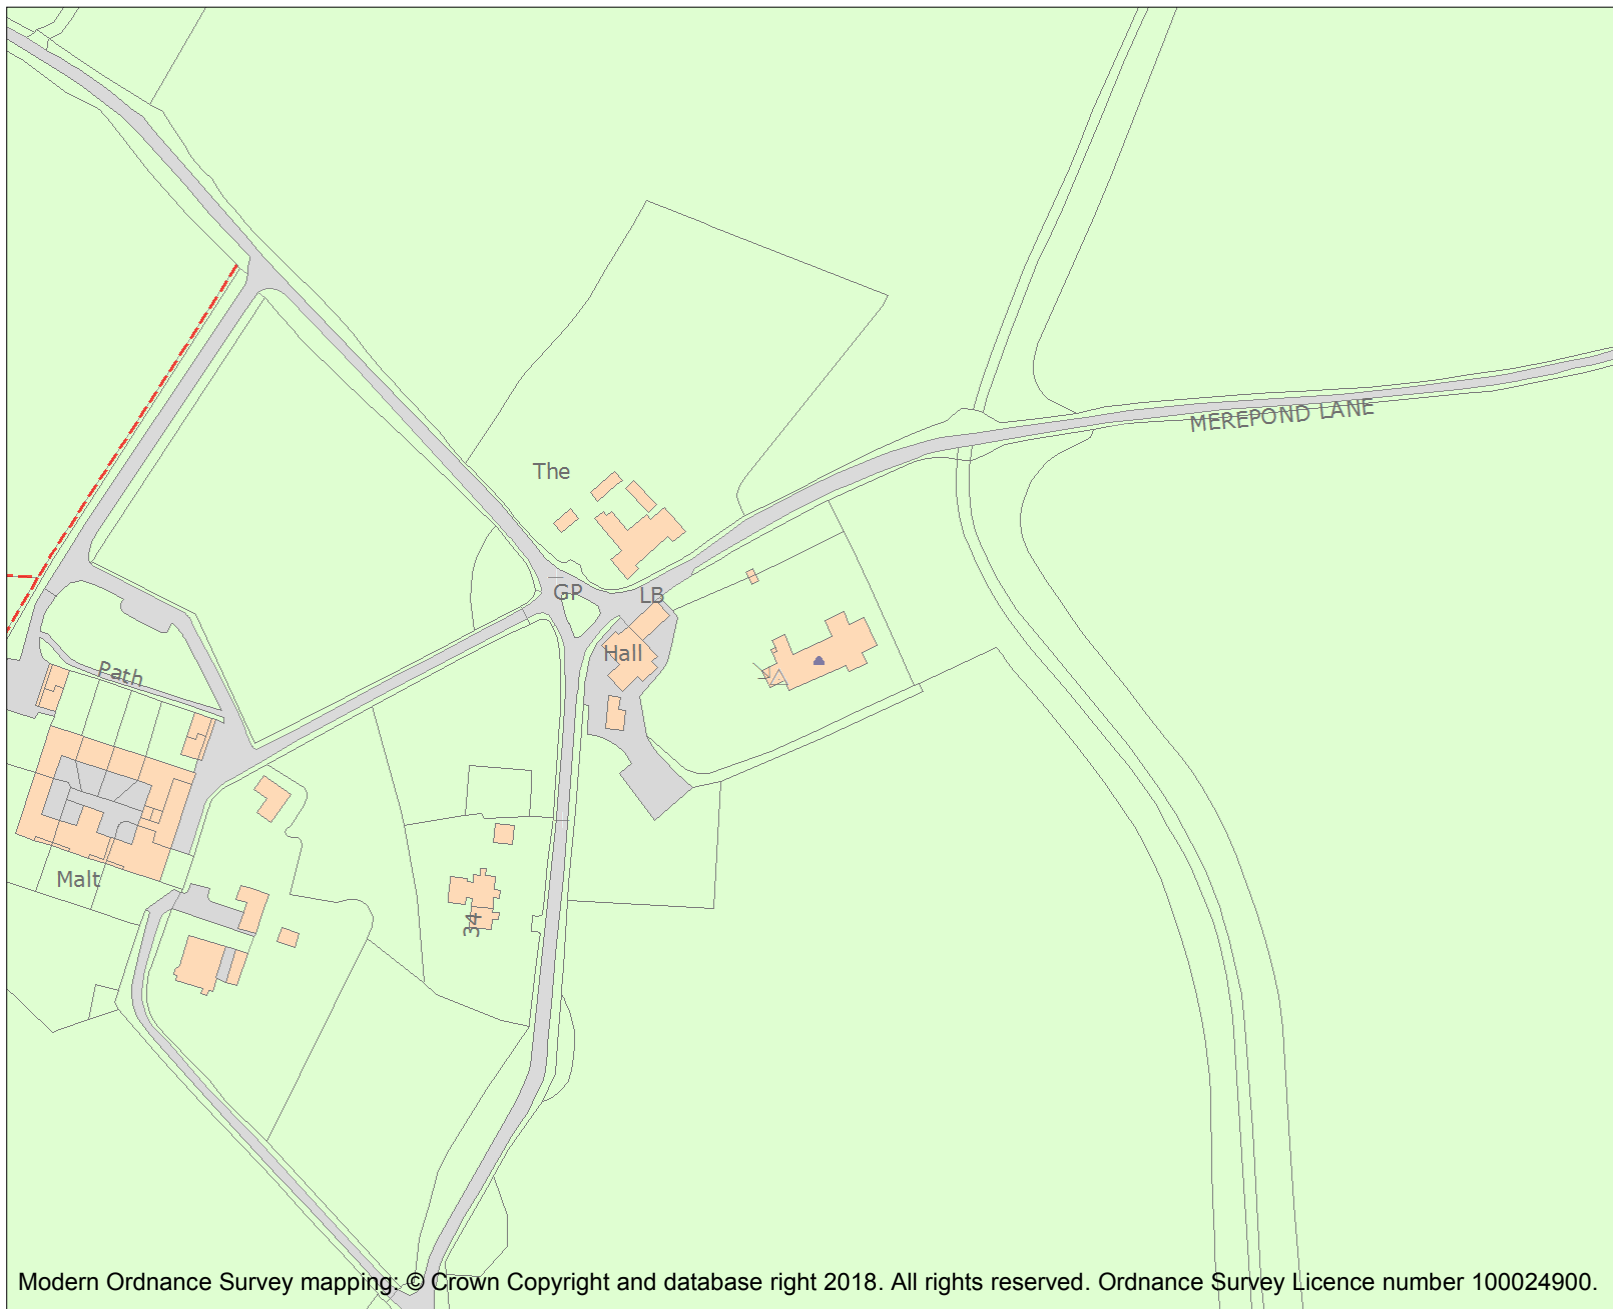 MEREPOND LANE
The
GP
LB
Hall
Path
Malt
34
Modern Ordnance Survey mapping: © Crown Copyright and database right 2018. All rights reserved. Ordnance Survey Licence number 100024900.